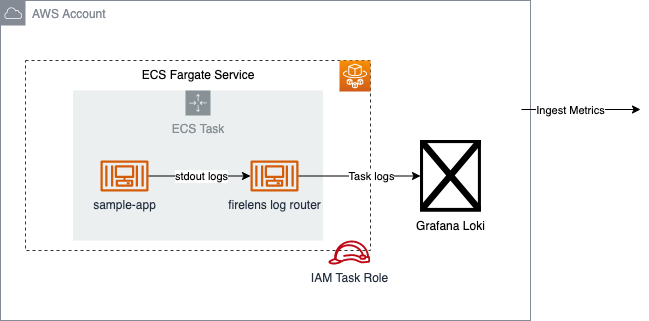 AWS Account
ECS Fargate Service
ECS Task
Ingest Metrics
stdout logs
Task logs
sample-app
firelens log router
Grafana Loki
IAM Task Role